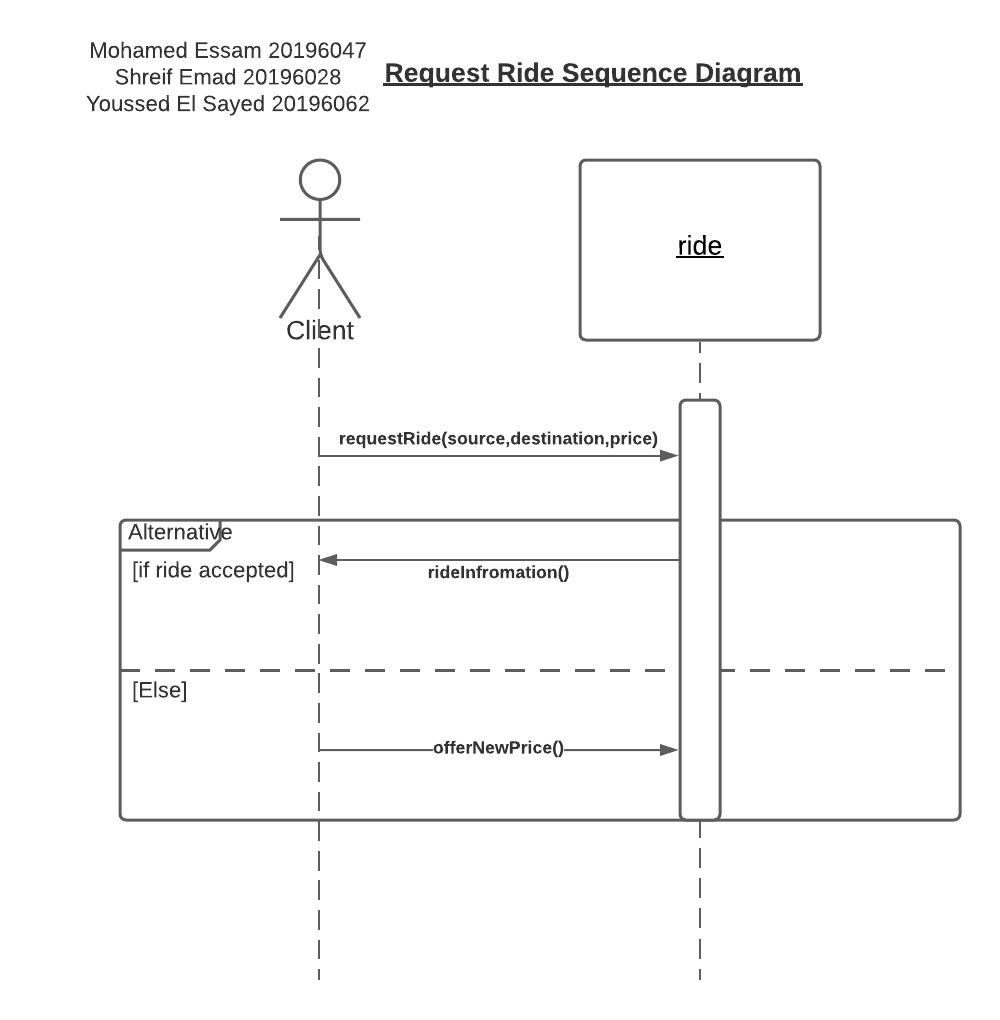 Mohamed Essam 20196047
Shreif Emad 20196028
Youssed El Sayed 20196062
Request Ride Sequence Diagram
ride
Client
requestRide(source,destination,price)
Alternative
[if ride accepted]
rideInfromation()
[Else]
offerNewPrice()